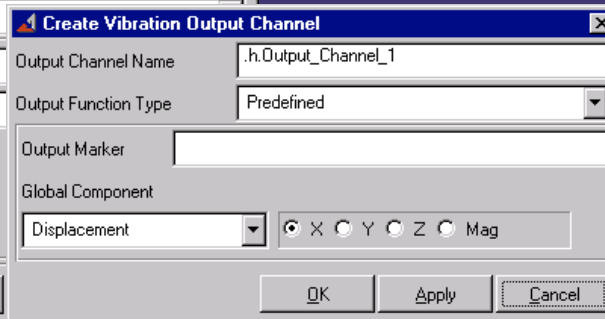 Create Vibration Output Channel
Output Channel Name .h.Output_Channel_1
Output Function Type Predefined
Output Marker
Global Component
Displacement X Y Z Mag
OK Apply Cancel